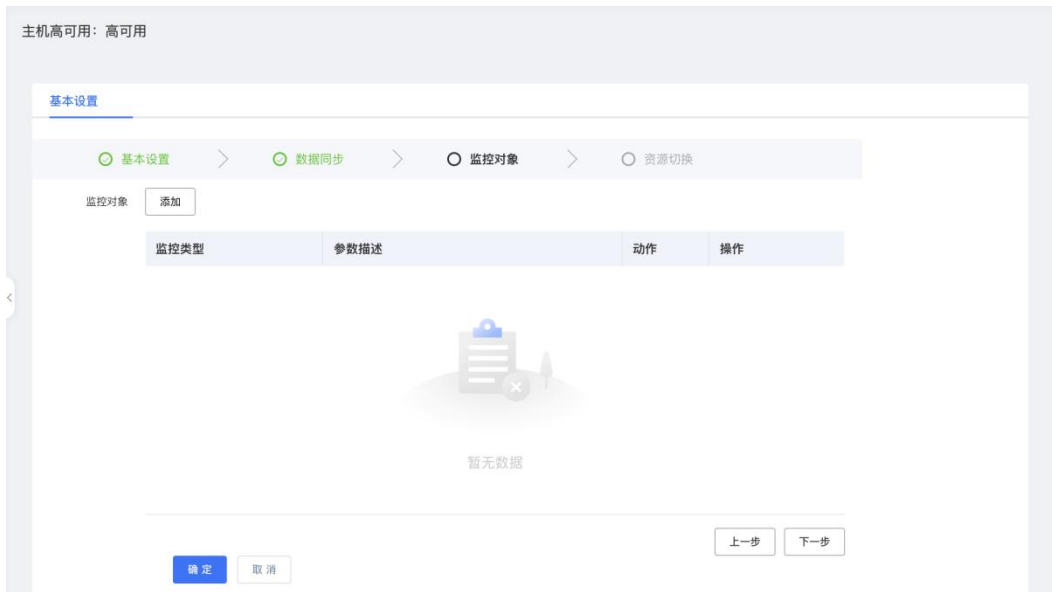 主机高可用：高可用
基本设置
基本设置 数据同步 监控对象 资源切换
监控对象 添加
监控类型 参数描述 动作 操作
暂无数据
上一步 下一步
确定 取消